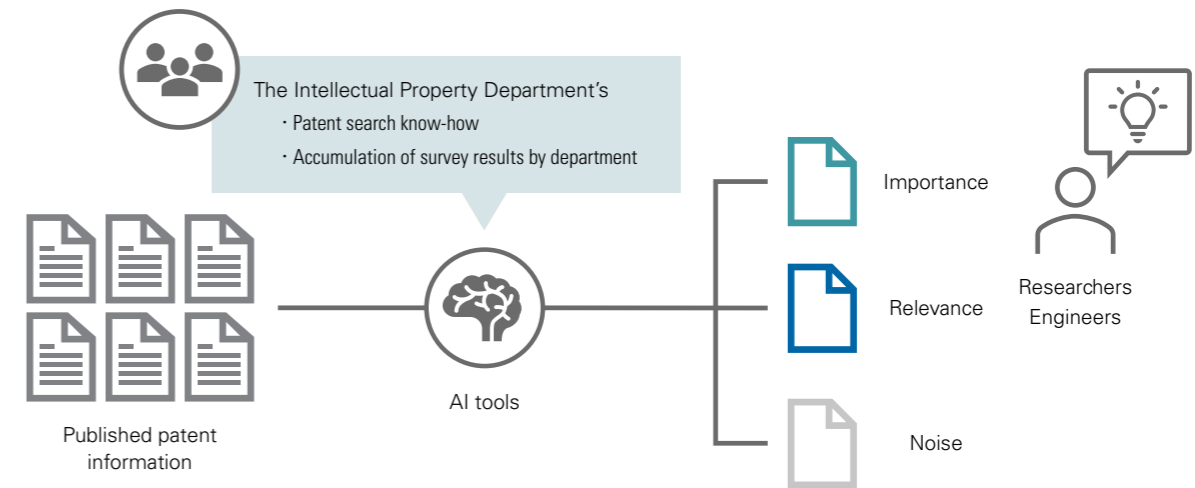 The Intellectual Property Department’s
・Patent search know-how
・Accumulation of survey results by department
Published patent
information
AI tools
Importance
Relevance
Noise
Researchers
Engineers